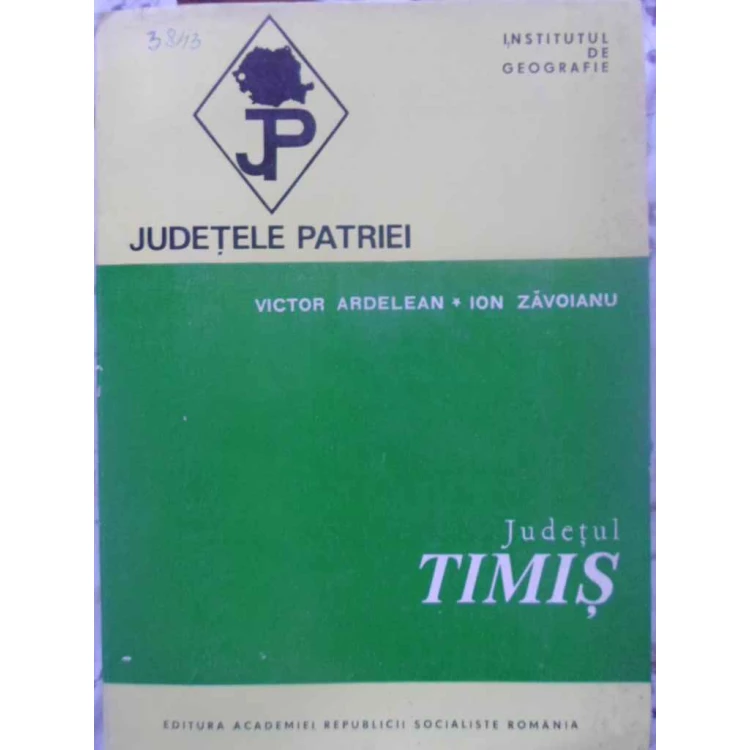 3843
INSTITUTUL
DE
GEOGRAFIE
JP
JUDEȚELE PATRIEI
VICTOR ARDELEAN * ION ZĂVOIANU
Județul
TIMIȘ
EDITURA ACADEMIEI REPUBLICII SOCIALISTE ROMÂNIA